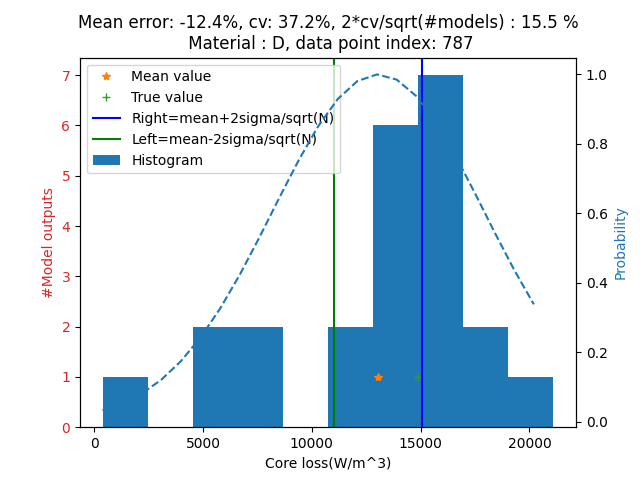 Mean error: -12.4%, cv: 37.2%, 2*cv/sqrt(#models) : 15.5 %
Material : D, data point index: 787
Mean value
True value
Right=mean+2sigma/sqrt(N)
Left=mean-2sigma/sqrt(N)
Histogram
#Model outputs
7
6
5
4
3
2
1
0
Probability
1.0
0.8
0.6
0.4
0.2
0.0
0
5000
10000
15000
20000
Core loss(W/m^3)